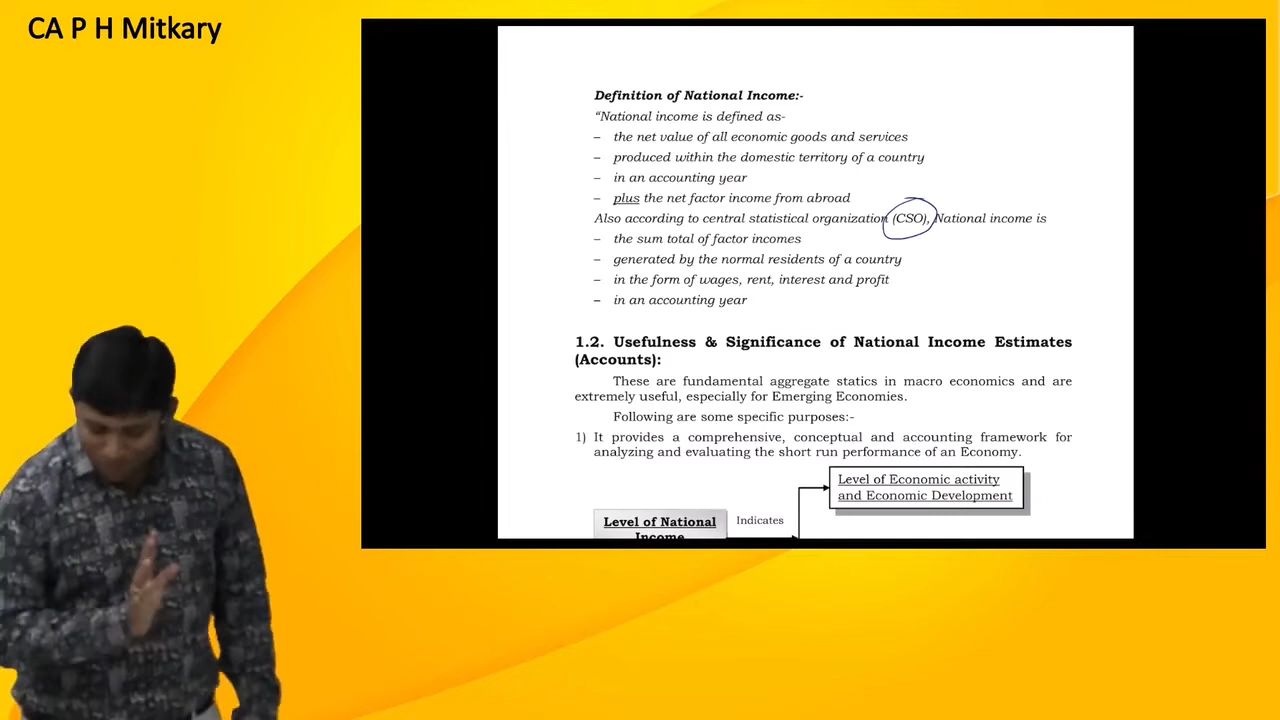 CA P H Mitkary
Definition of National Income:-
“National income is defined as-
– the net value of all economic goods and services
– produced within the domestic territory of a country
– in an accounting year
– plus the net factor income from abroad
Also according to central statistical organization (CSO), National income is
– the sum total of factor incomes
– generated by the normal residents of a country
– in the form of wages, rent, interest and profit
– in an accounting year
1.2. Usefulness & Significance of National Income Estimates
(Accounts):
These are fundamental aggregate statics in macro economics and are
extremely useful, especially for Emerging Economies.
Following are some specific purposes:-
1) It provides a comprehensive, conceptual and accounting framework for
analyzing and evaluating the short run performance of an Economy.
Level of Economic activity
and Economic Development
Level of National
Income
Indicates